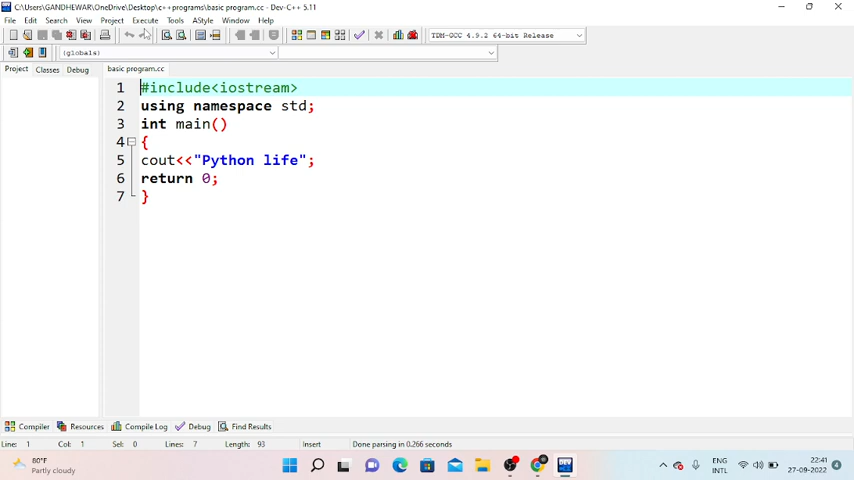 C:\Users\GANDHEWAR\OneDrive\Desktop\c++programs\basic program.cc - Dev-C++ 5.11
File Edit Search View Project Execute Tools AStyle Window Help
TDM-GCC 4.9.2 64-bit Release
(globals)
Project Classes Debug basic program.cc
1 #include<iostream>
2 using namespace std;
3 int main()
4 {
5 cout<<"Python life";
6 return 0;
7 }
Compiler Resources Compile Log Debug Find Results
Line: 1 Col: 1 Sel: 0 Lines: 7 Length: 93 Insert Done parsing in 0.266 seconds
80°F
Partly cloudy
DEV
ENG
INTL
22:41
27-09-2022
4